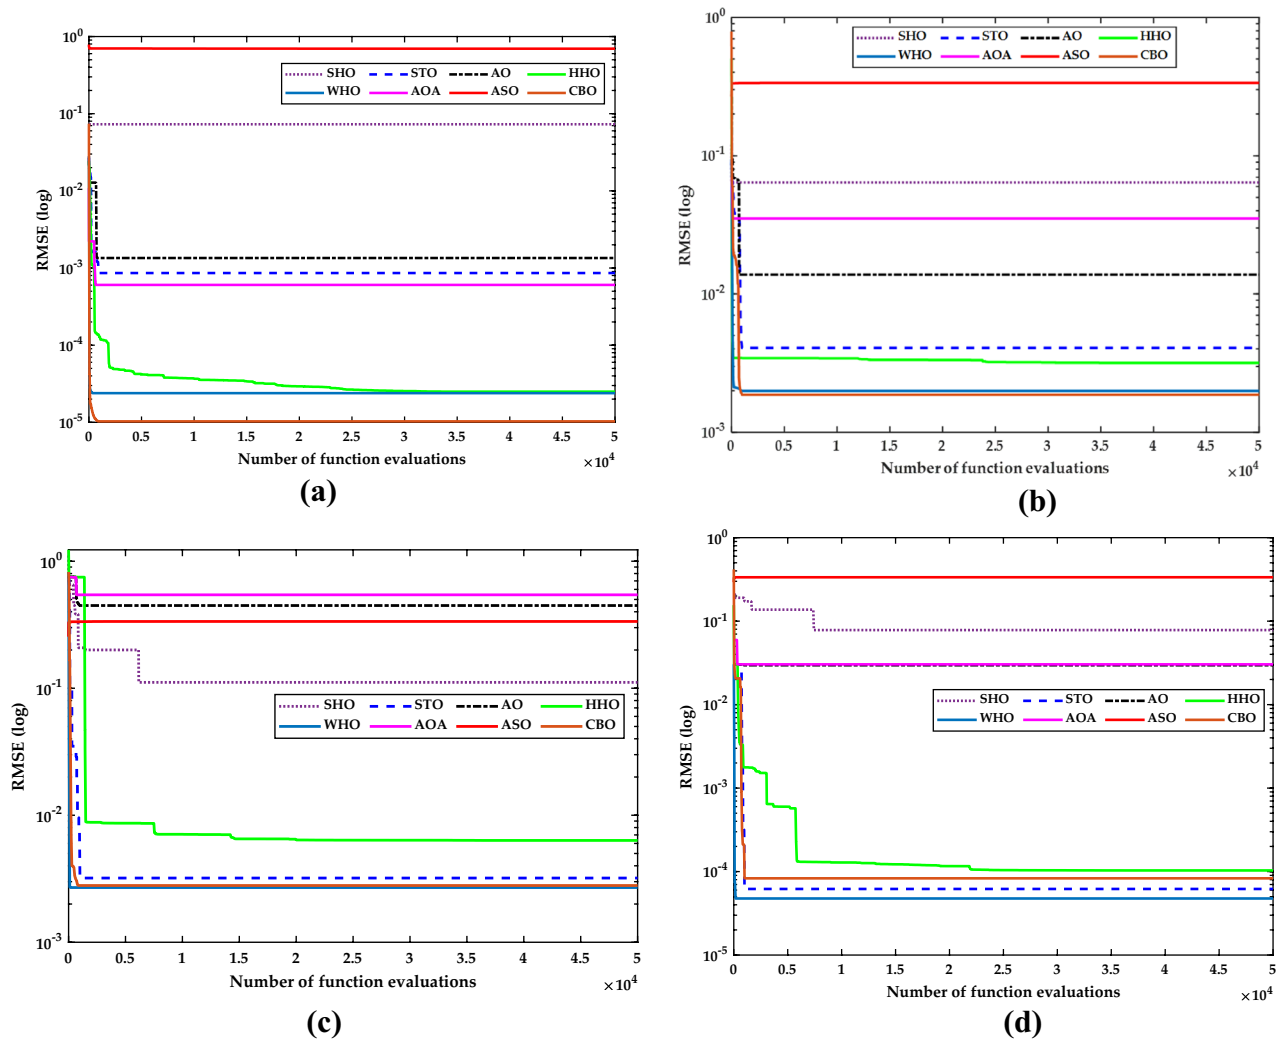 10^0
10^-1
10^-2
10^-3
10^-4
10^-5
RMSE (log)
SHO STO AO HHO
WHO AOA ASO CBO
0 0.5 1 1.5 2 2.5 3 3.5 4 4.5 5
Number of function evaluations
×10^4
(a)
10^0
10^-1
10^-2
10^-3
RMSE (log)
SHO STO AO HHO
WHO AOA ASO CBO
0 0.5 1 1.5 2 2.5 3 3.5 4 4.5 5
Number of function evaluations
×10^4
(b)
10^0
10^-1
10^-2
10^-3
RMSE (log)
SHO STO AO HHO
WHO AOA ASO CBO
0 0.5 1 1.5 2 2.5 3 3.5 4 4.5 5
Number of function evaluations
×10^4
(c)
10^0
10^-1
10^-2
10^-3
10^-4
10^-5
RMSE (log)
SHO STO AO HHO
WHO AOA ASO CBO
0 0.5 1 1.5 2 2.5 3 3.5 4 4.5 5
Number of function evaluations
×10^4
(d)